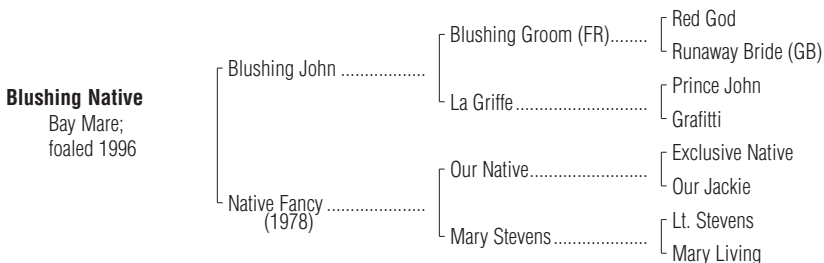 Blushing Native
Bay Mare;
foaled 1996
Blushing John ..................
Native Fancy .....................
(1978)
Blushing Groom (FR)........
La Griffe............................
Our Native.........................
Mary Stevens....................
Red God
Runaway Bride (GB)
Prince John
Grafitti
Exclusive Native
Our Jackie
Lt. Stevens
Mary Living